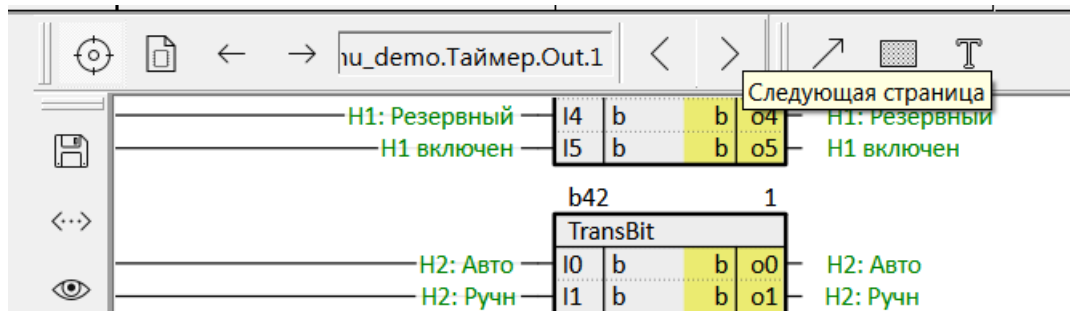 ıu_demo.Таймер.Out.1
Следующая страница
H1: Резервный I4 b b o4 H1: Резервный
H1 включен I5 b b o5 H1 включен
b42 1
TransBit
H2: Авто I0 b b o0 H2: Авто
H2: Ручн I1 b b o1 H2: Ручн